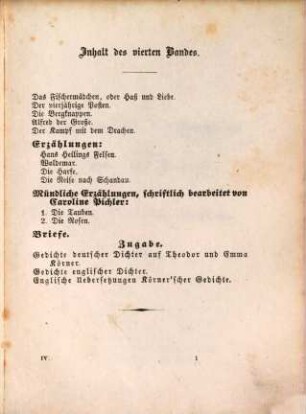 Inhalt des vierten Bandes.
Das Fischermädchen, oder Haß und Liebe.
Der vierjährige Posten.
Die Bergknappen.
Alfred der Große.
Der Kampf mit dem Drachen.
Erzählungen:
Hans Heilings Felsen.
Woldemar.
Die Harfe.
Die Reise nach Schandau.
Mündliche Erzählungen, schriftlich bearbeitet von
Caroline Pichler:
1. Die Tauben.
2. Die Rosen.
Briefe.
Zugabe.
Gedichte deutscher Dichter auf Theodor und Emma
Körner.
Gedichte englischer Dichter.
Englische Uebersetzungen Körner'scher Gedichte.
IV 1